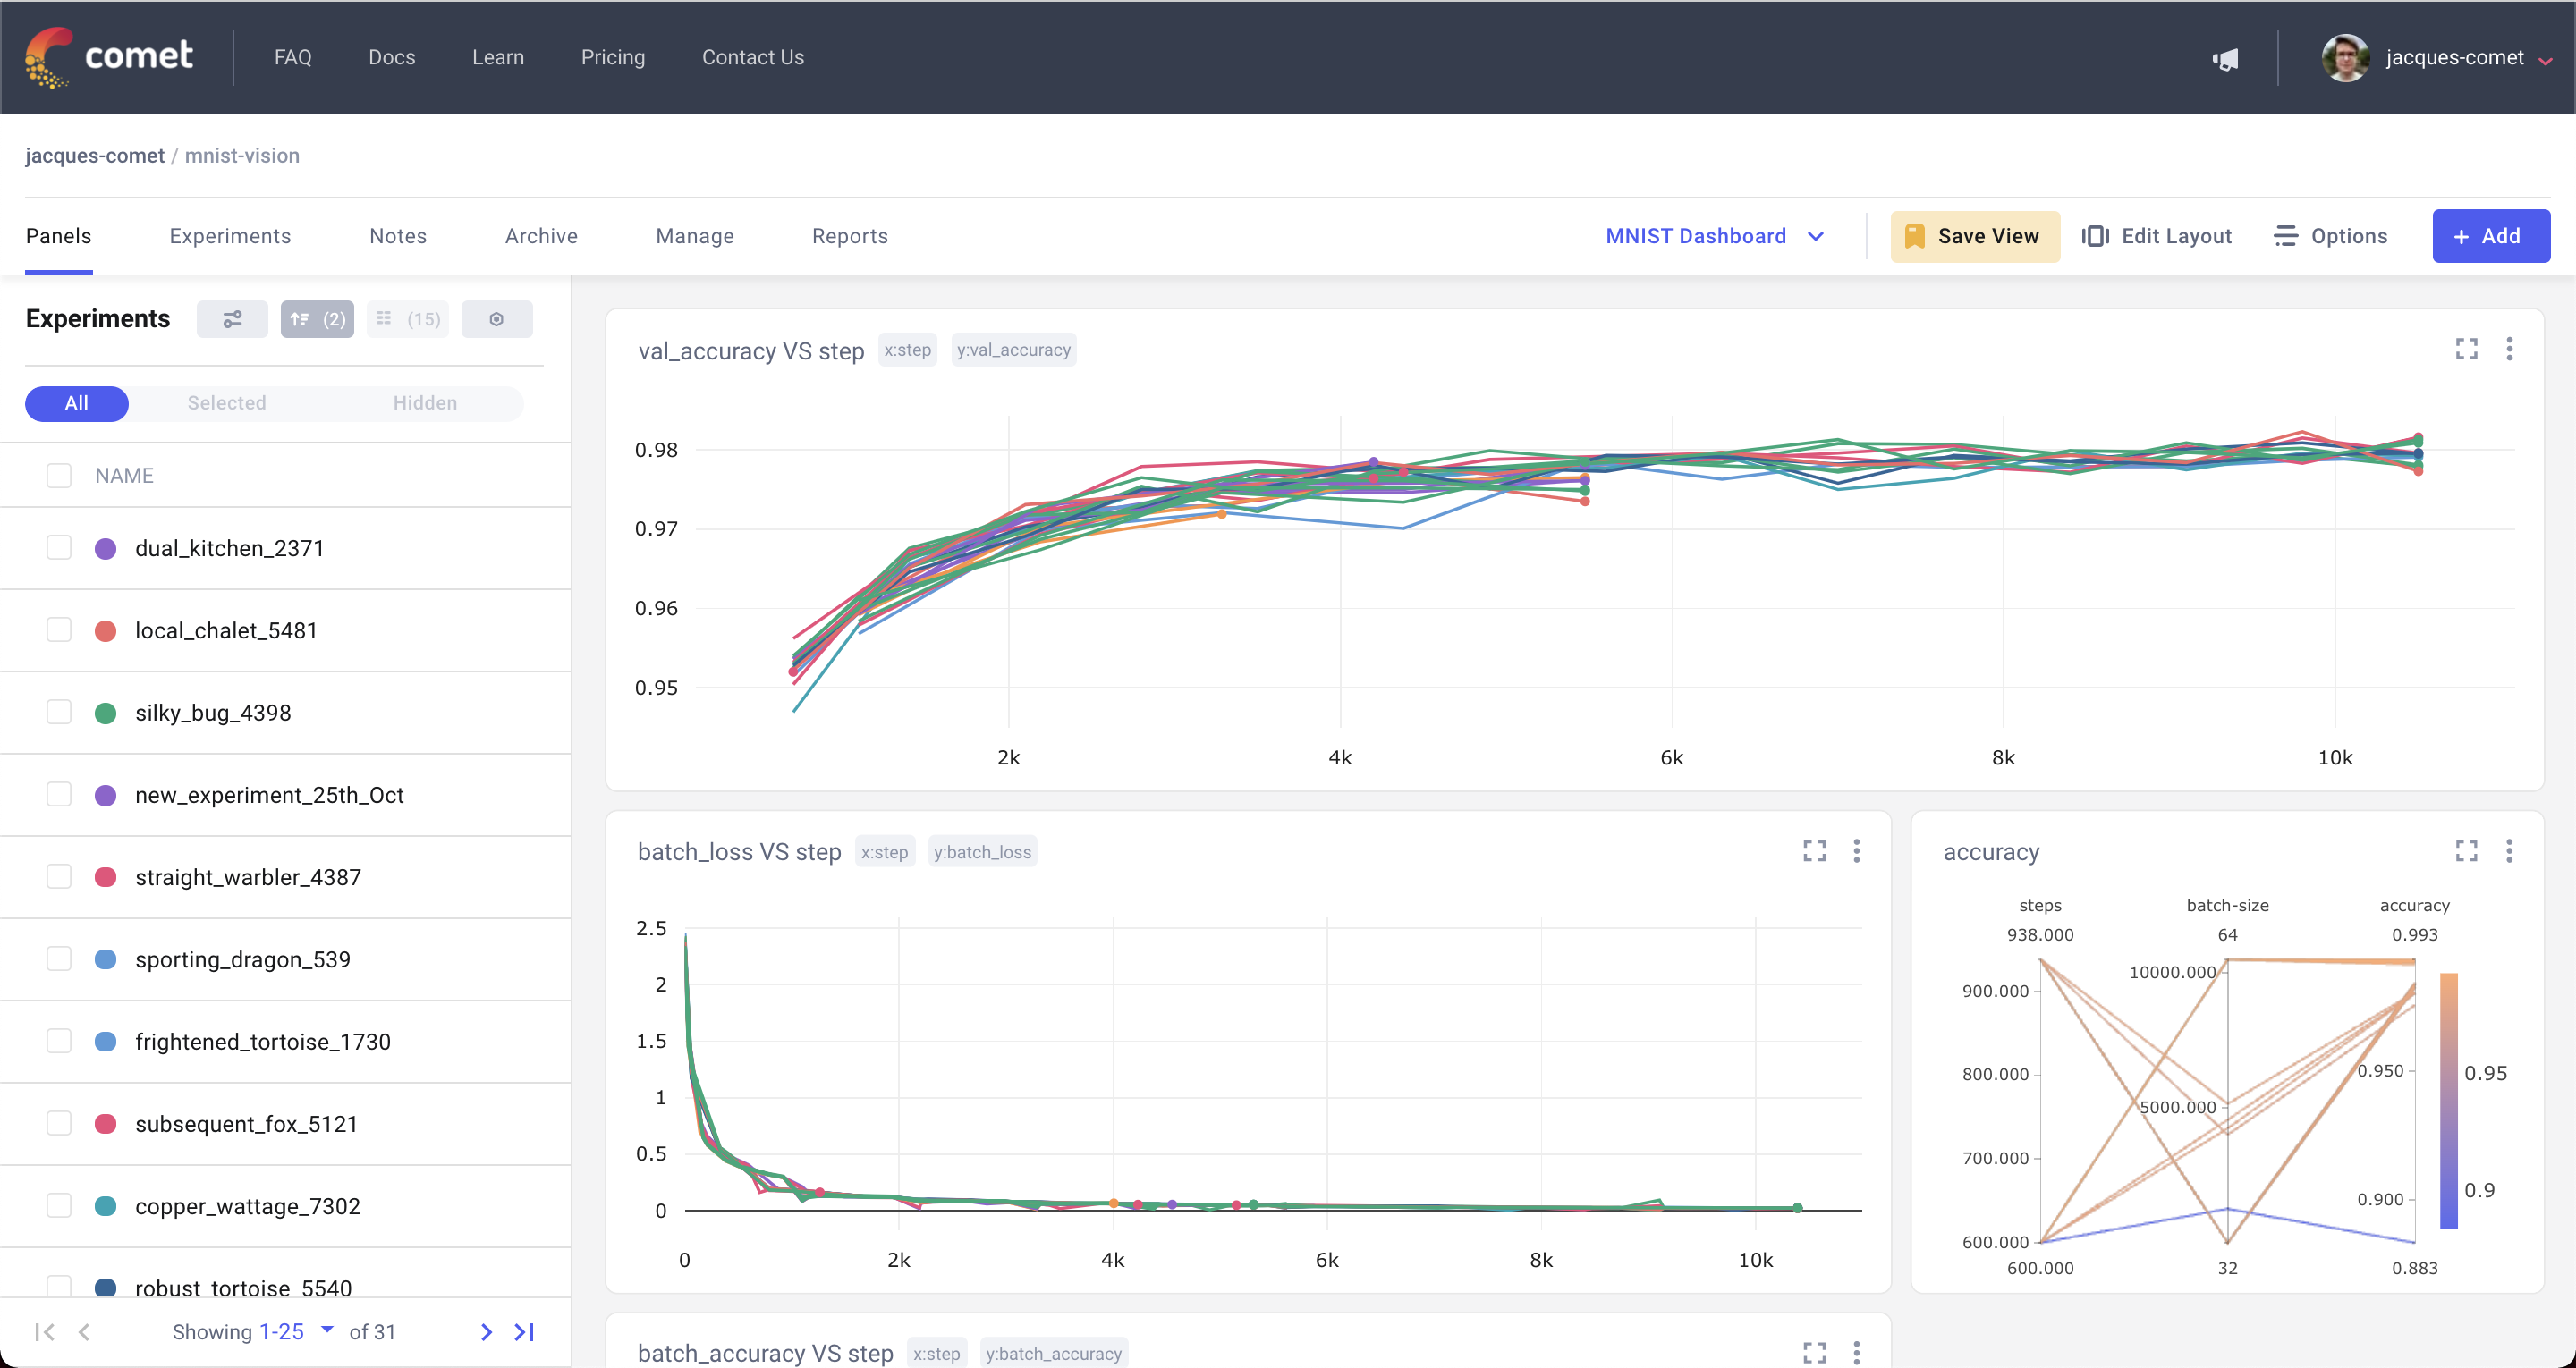 comet
FAQ Docs Learn Pricing Contact Us
jacques-comet
jacques-comet / mnist-vision
Panels Experiments Notes Archive Manage Reports
MNIST Dashboard Save View Edit Layout Options + Add
Experiments (2) (15)
All Selected Hidden
NAME
dual_kitchen_2371
local_chalet_5481
silky_bug_4398
new_experiment_25th_Oct
straight_warbler_4387
sporting_dragon_539
frightened_tortoise_1730
subsequent_fox_5121
copper_wattage_7302
robust_tortoise_5540
Showing 1-25 of 31
val_accuracy VS step x:step y:val_accuracy
0.98
0.97
0.96
0.95
2k 4k 6k 8k 10k
batch_loss VS step x:step y:batch_loss
2.5
2
1.5
1
0.5
0
0 2k 4k 6k 8k 10k
accuracy
steps batch-size accuracy
938.000 64 0.993
10000.000
900.000
800.000 0.950 0.95
5000.000
700.000
0.900 0.9
600.000
600.000 32 0.883
batch_accuracy VS step x:step y:batch_accuracy